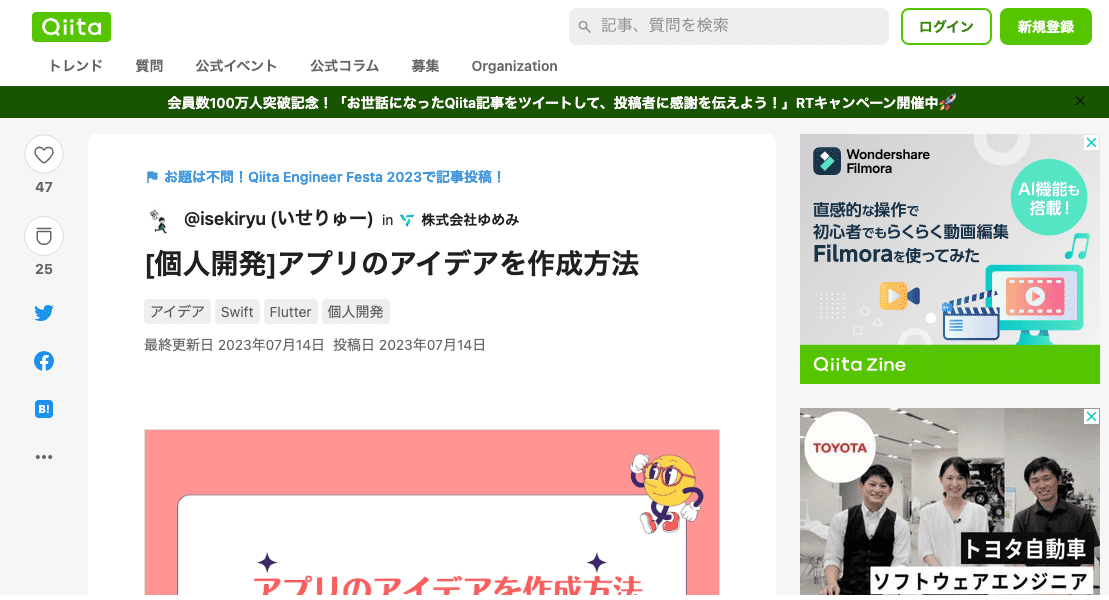 Qiita
記事、質問を検索
ログイン
新規登録
トレンド 質問 公式イベント 公式コラム 募集 Organization
会員数100万人突破記念！「お世話になったQiita記事をツイートして、投稿者に感謝を伝えよう！」RTキャンペーン開催中🚀
47
25
B!
お題は不問！Qiita Engineer Festa 2023で記事投稿！
@isekiryu (いせりゅー) in 株式会社ゆめみ
[個人開発]アプリのアイデアを作成方法
アイデア Swift Flutter 個人開発
最終更新日 2023年07月14日 投稿日 2023年07月14日
アプリのアイデアを作成方法
Wondershare
Filmora
AI機能も
搭載！
直感的な操作で
初心者でもらくらく動画編集
Filmoraを使ってみた
Qiita Zine
TOYOTA
トヨタ自動車
ソフトウェアエンジニア